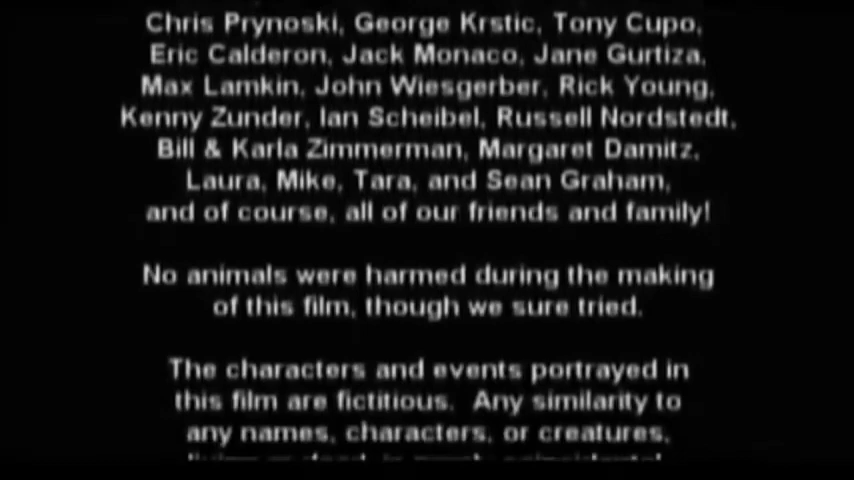 Chris Prynoski, George Krstic, Tony Cupo,
Eric Calderon, Jack Monaco, Jane Gurtiza,
Max Lamkin, John Wiesgerber, Rick Young,
Kenny Zunder, Ian Scheibel, Russell Nordstedt,
Bill & Karla Zimmerman, Margaret Damitz,
Laura, Mike, Tara, and Sean Graham,
and of course, all of our friends and family!
No animals were harmed during the making
of this film, though we sure tried.
The characters and events portrayed in
this film are fictitious. Any similarity to
any names, characters, or creatures,